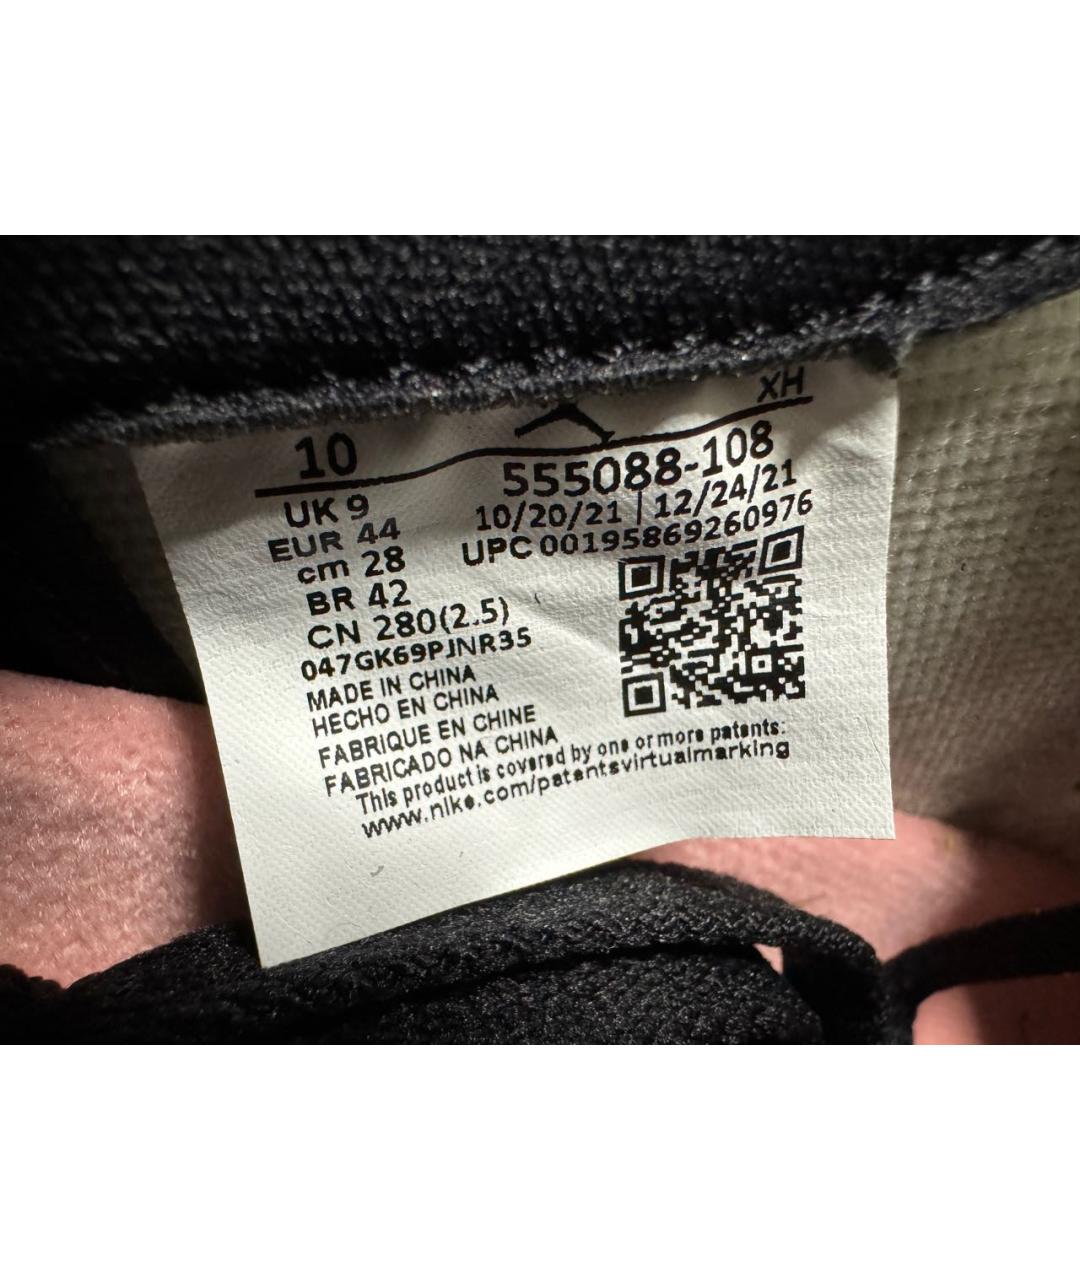 XH
10
555088-108
UK 9
10/20/21 | 12/24/21
EUR 44
UPC 00195869260976
cm 28
BR 42
CN 280(2.5)
047GK69PJNR35
MADE IN CHINA
HECHO EN CHINA
FABRIQUE EN CHINE
FABRICADO NA CHINA
This product is covered by one or more patents:
www.nike.com/patentsvirtualmarking